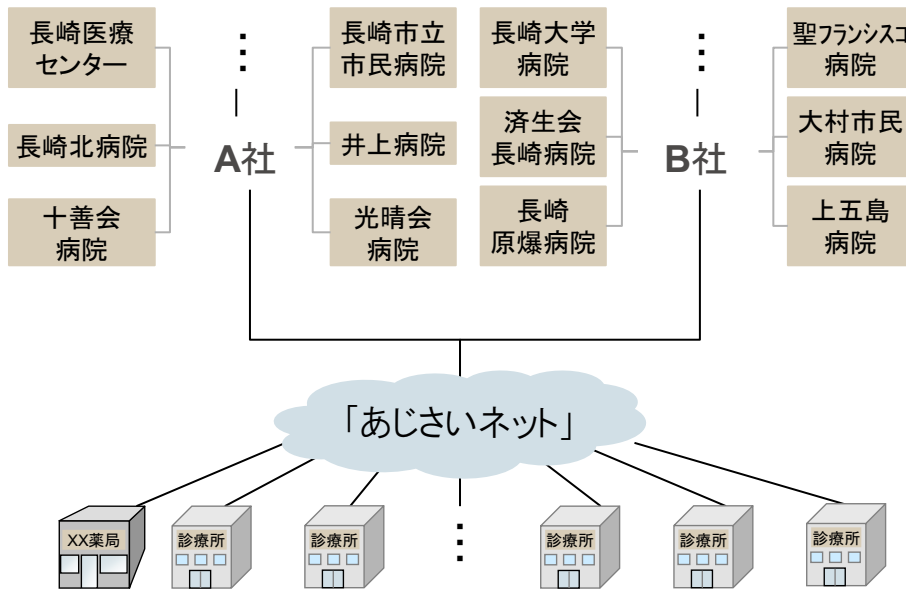 長崎医療
センター
長崎北病院
十善会
病院
⋮
A社
長崎市立
市民病院
井上病院
光晴会
病院
長崎大学
病院
済生会
長崎病院
長崎
原爆病院
⋮
B社
聖フランシスコ
病院
大村市民
病院
上五島
病院
「あじさいネット」
XX薬局
診療所
診療所
⋮
診療所
診療所
診療所